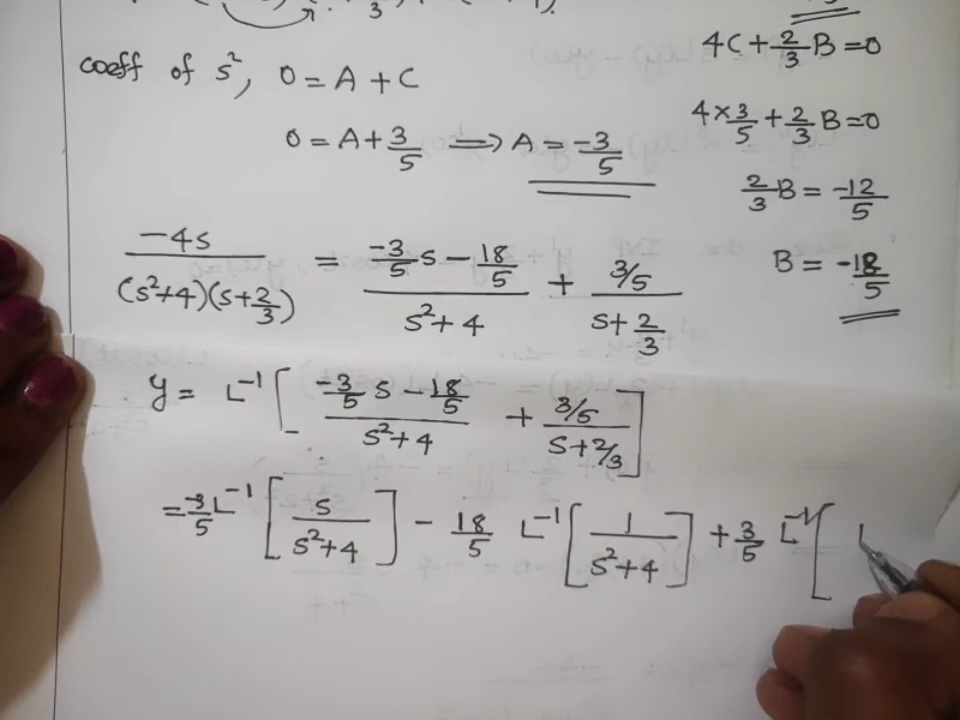 4C + 2/3 B = 0
coeff of s², 0 = A + C
4 × 3/5 + 2/3 B = 0
0 = A + 3/5 ⟹ A = -3/5
2/3 B = -12/5
B = -18/5
-4s / (s²+4)(s+2/3) = (-3/5 s - 18/5) / (s²+4) + (3/5) / (s+2/3)
y = L⁻¹ [ (-3/5 s - 18/5) / (s²+4) + (3/5) / (s+2/3) ]
= -3/5 L⁻¹ [ s / (s²+4) ] - 18/5 L⁻¹ [ 1 / (s²+4) ] + 3/5 L⁻¹ [